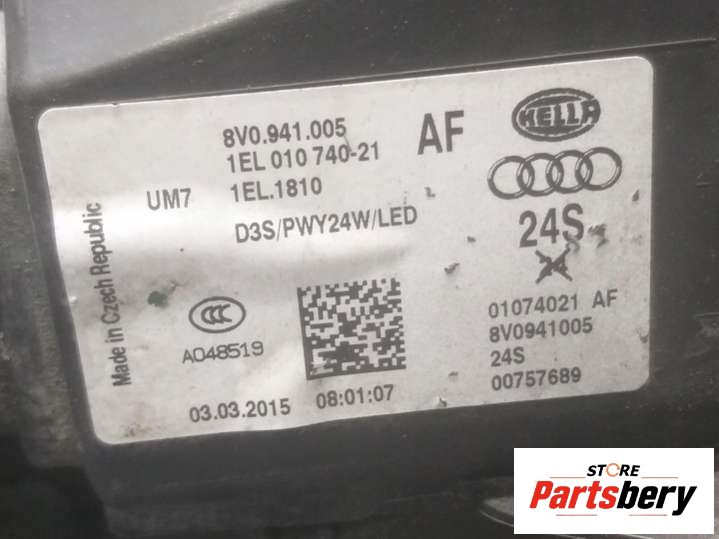 8V0.941.005
1EL 010 740-21
AF
HELLA
UM7
1EL.1810
D3S/PWY24W/LED
24S
Made in Czech Republic
CCC
A048519
03.03.2015
08:01:07
01074021 AF
8V0941005
24S
00757689
STORE
Partsbery